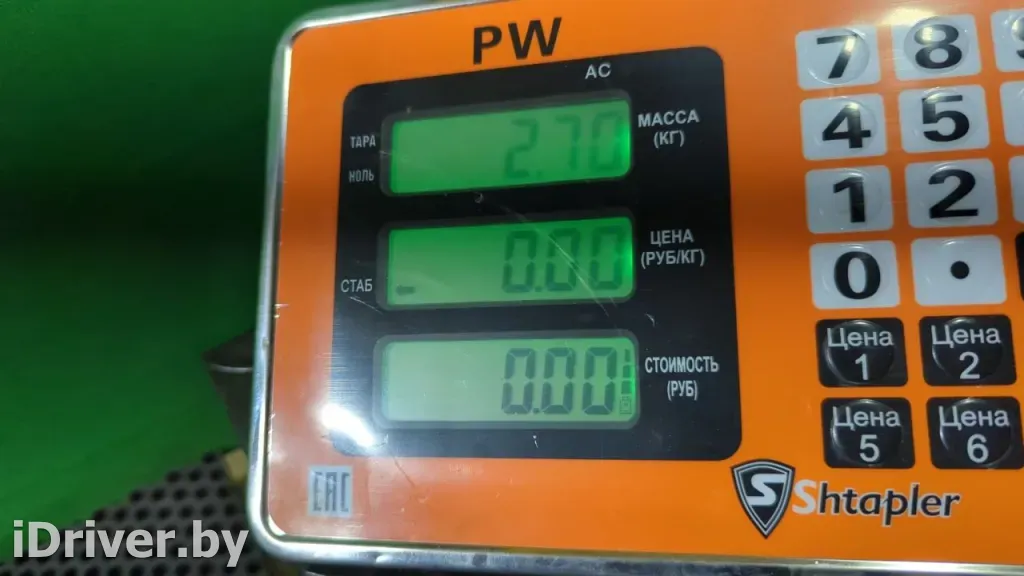 PW
AC
ТАРА
НОЛЬ
2.70
МАССА
(КГ)
СТАБ
0.00
ЦЕНА
(РУБ/КГ)
0.00
СТОИМОСТЬ
(РУБ)
7 8
4 5
1 2
0 .
Цена
1
Цена
2
Цена
5
Цена
6
EAC
S Shtapler
iDriver.by